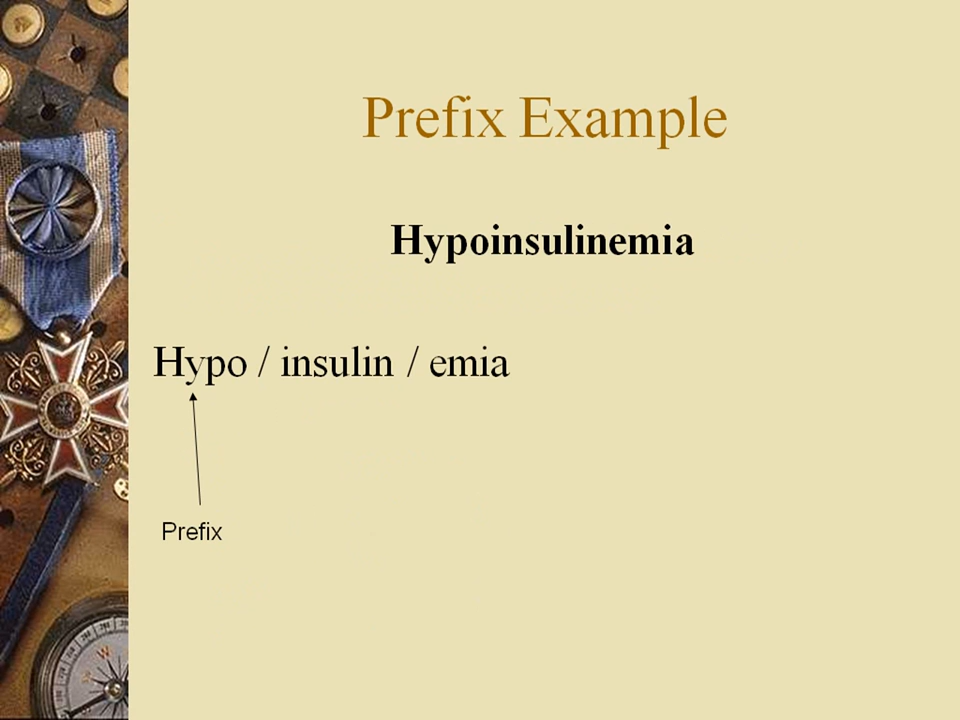 Prefix Example
Hypoinsulinemia
Hypo / insulin / emia
Prefix